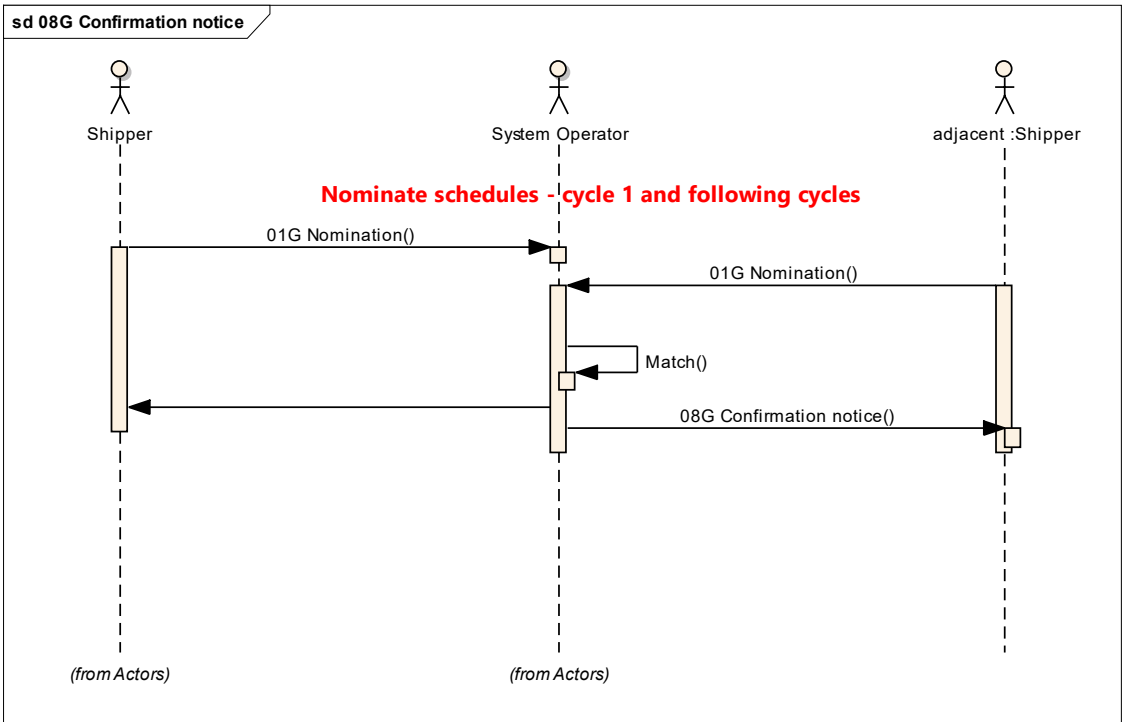 sd 08G Confirmation notice
Shipper
System Operator
adjacent :Shipper
Nominate schedules - cycle 1 and following cycles
01G Nomination()
01G Nomination()
Match()
08G Confirmation notice()
(from Actors)
(from Actors)